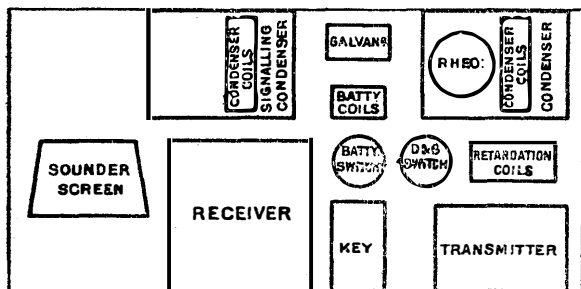 CONDENSER
COILS
SIGNALLING
CONDENSER
GALVANR
RHEO:
CONDENSER
COILS
CONDENSER
BATTY
COILS
SOUNDER
SCREEN
RECEIVER
BATTY
SWITCH
D&S
SWITCH
RETARDATION
COILS
KEY
TRANSMITTER